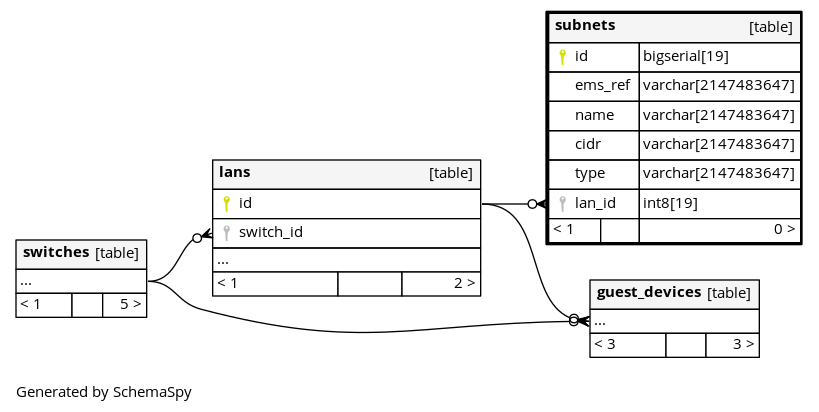 subnets [table]
id bigserial[19]
ems_ref varchar[2147483647]
name varchar[2147483647]
cidr varchar[2147483647]
type varchar[2147483647]
lan_id int8[19]
< 1 0 >
lans [table]
id
switch_id
...
< 1 2 >
switches [table]
...
< 1 5 >
guest_devices [table]
...
< 3 3 >
Generated by SchemaSpy